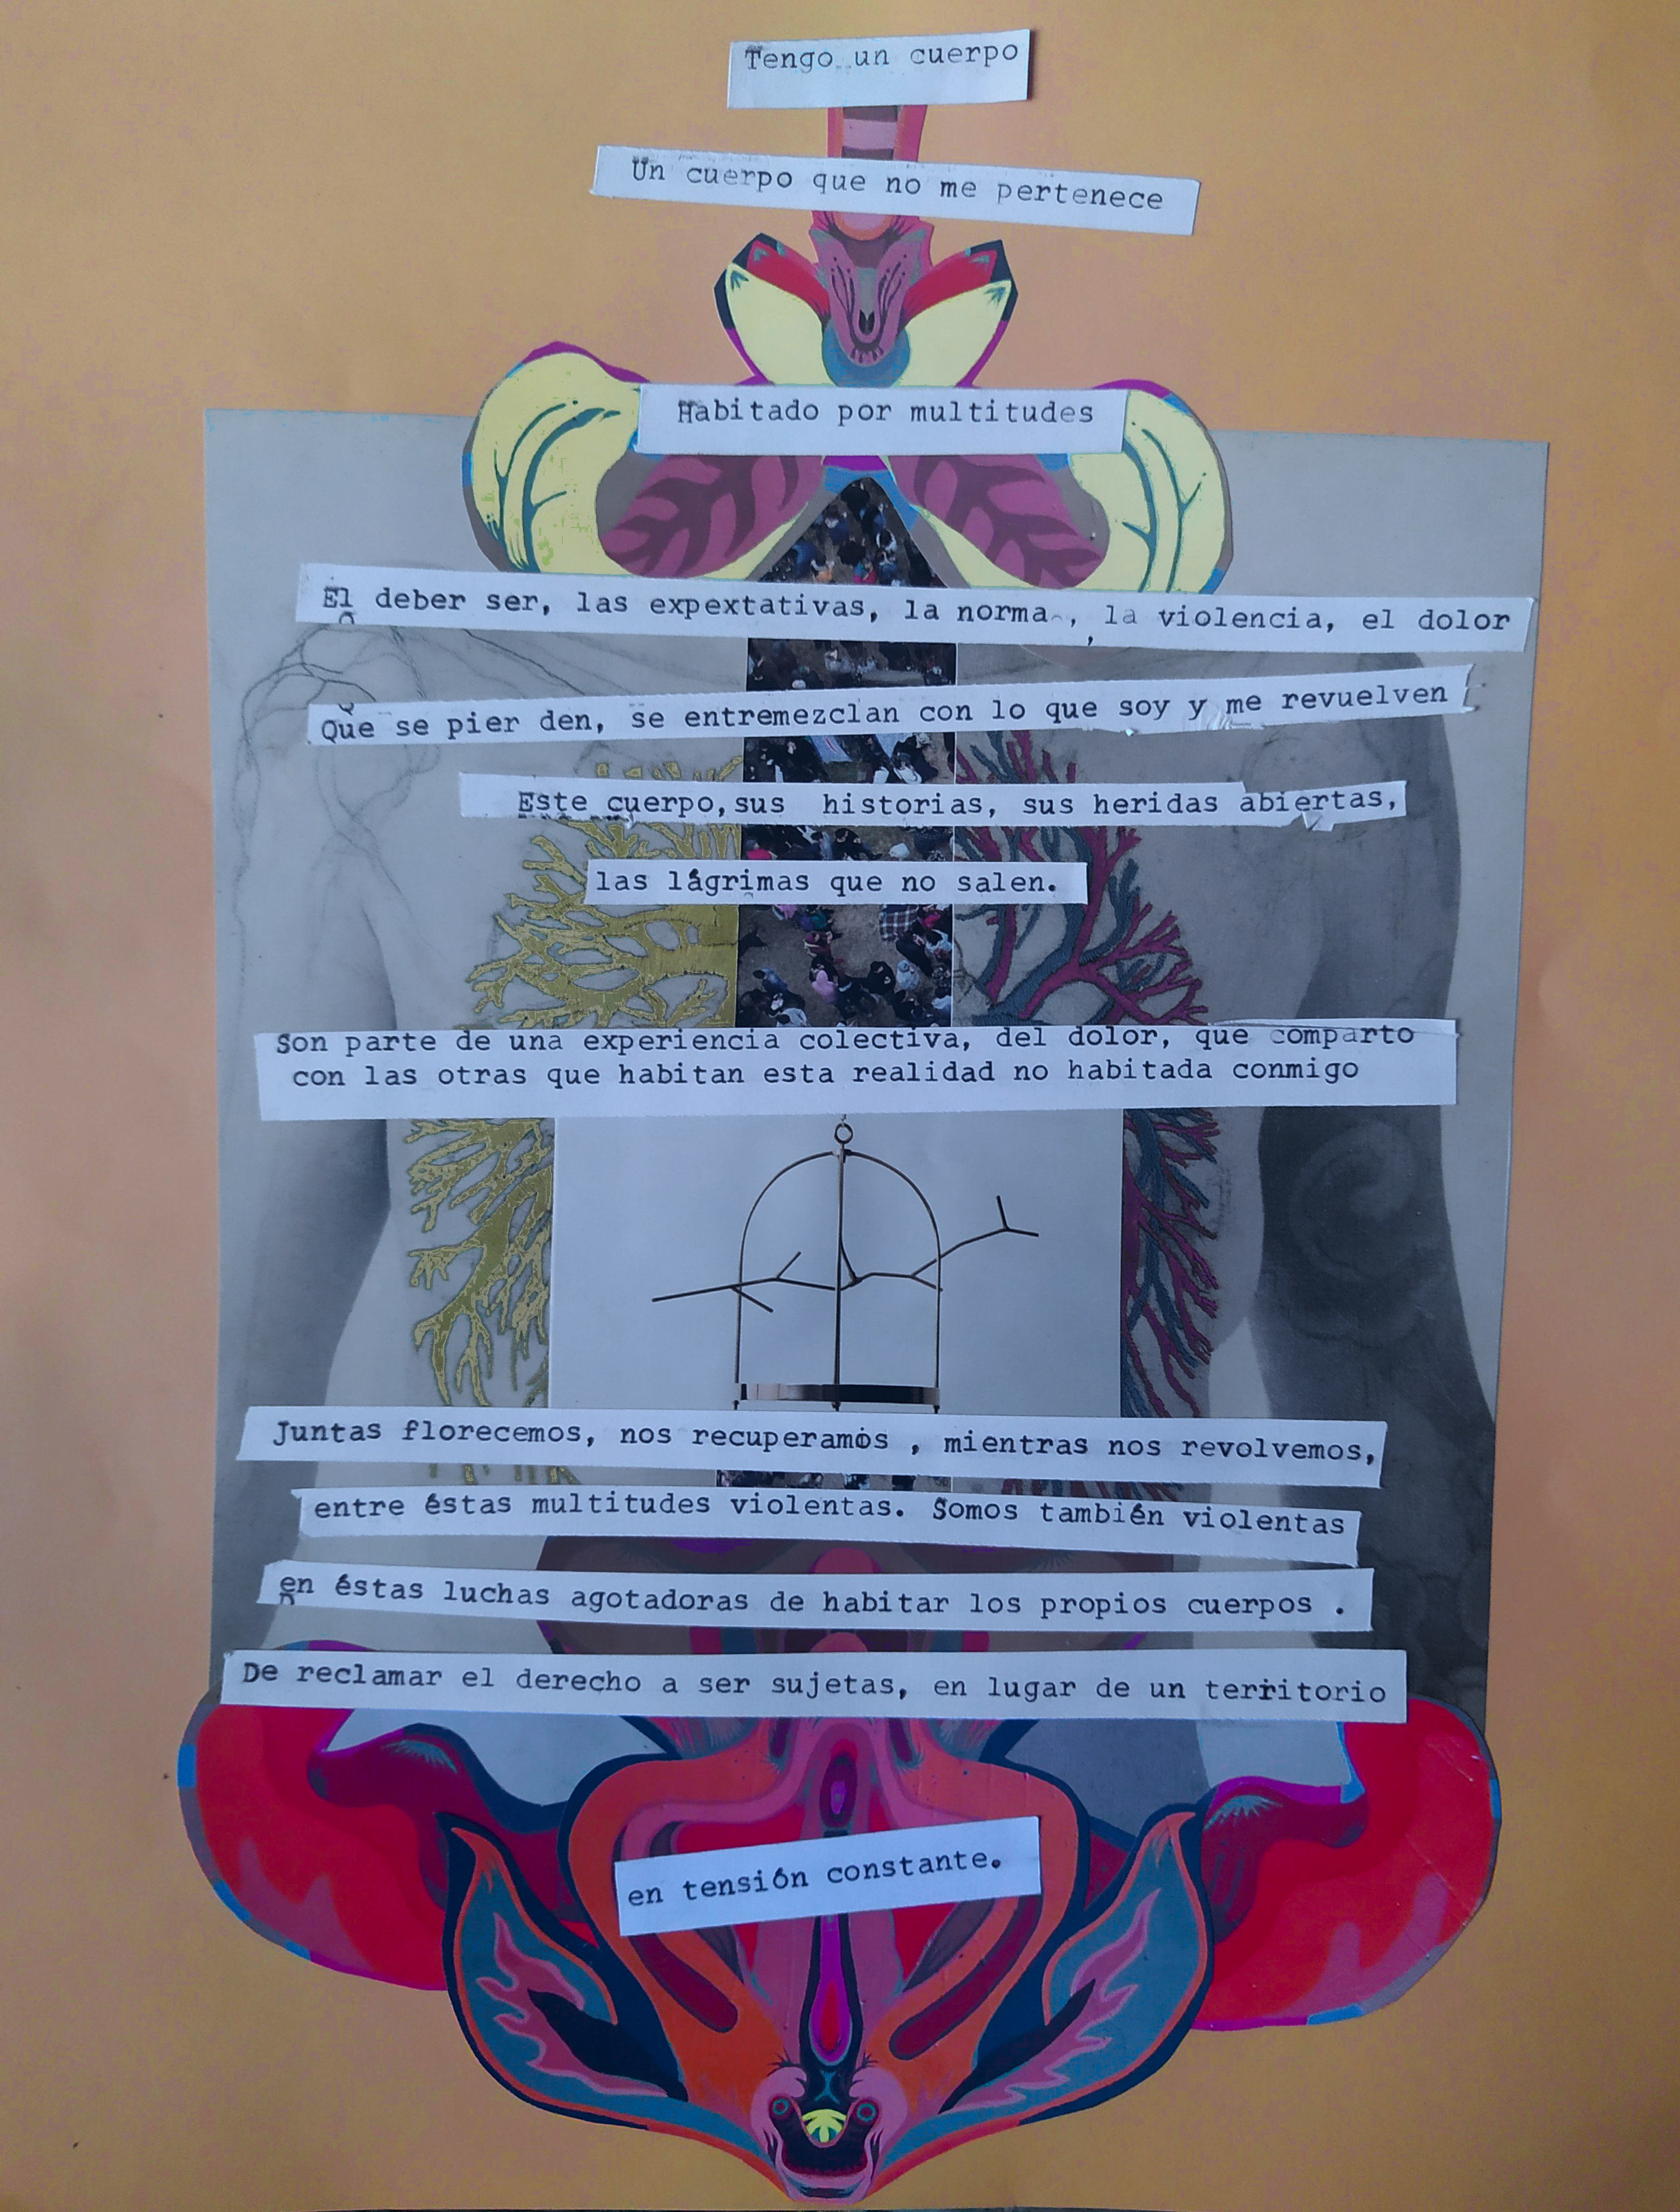 Tengo un cuerpo
Un cuerpo que no me pertenece
Habitado por multitudes
El deber ser, las expextativas, la norma , la violencia, el dolor
Que se pier den, se entremezclan con lo que soy y me revuelven
Este cuerpo, sus historias, sus heridas abiertas,
las lágrimas que no salen.
Son parte de una experiencia colectiva, del dolor, que comparto
con las otras que habitan esta realidad no habitada conmigo
Juntas florecemos, nos recuperamos , mientras nos revolvemos,
entre éstas multitudes violentas. Somos también violentas
en éstas luchas agotadoras de habitar los propios cuerpos .
De reclamar el derecho a ser sujetas, en lugar de un territorio
en tensión constante.